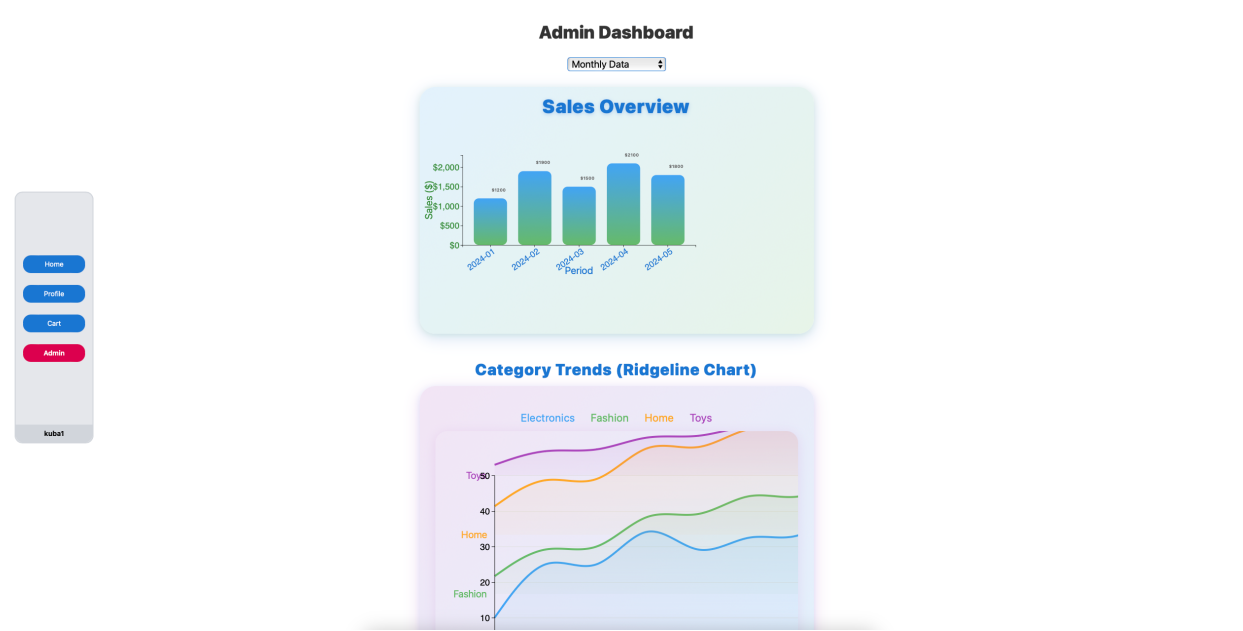 Admin Dashboard
Monthly Data
Sales Overview
$2,000
$1,500
$1,000
$500
$0
Sales ($)
$1200
$1900
$1500
$2100
$1800
2024-01
2024-02
2024-03
2024-04
2024-05
Period
Home
Profile
Cart
Admin
kuba1
Category Trends (Ridgeline Chart)
Electronics Fashion Home Toys
Toys
50
40
Home
30
20
Fashion
10